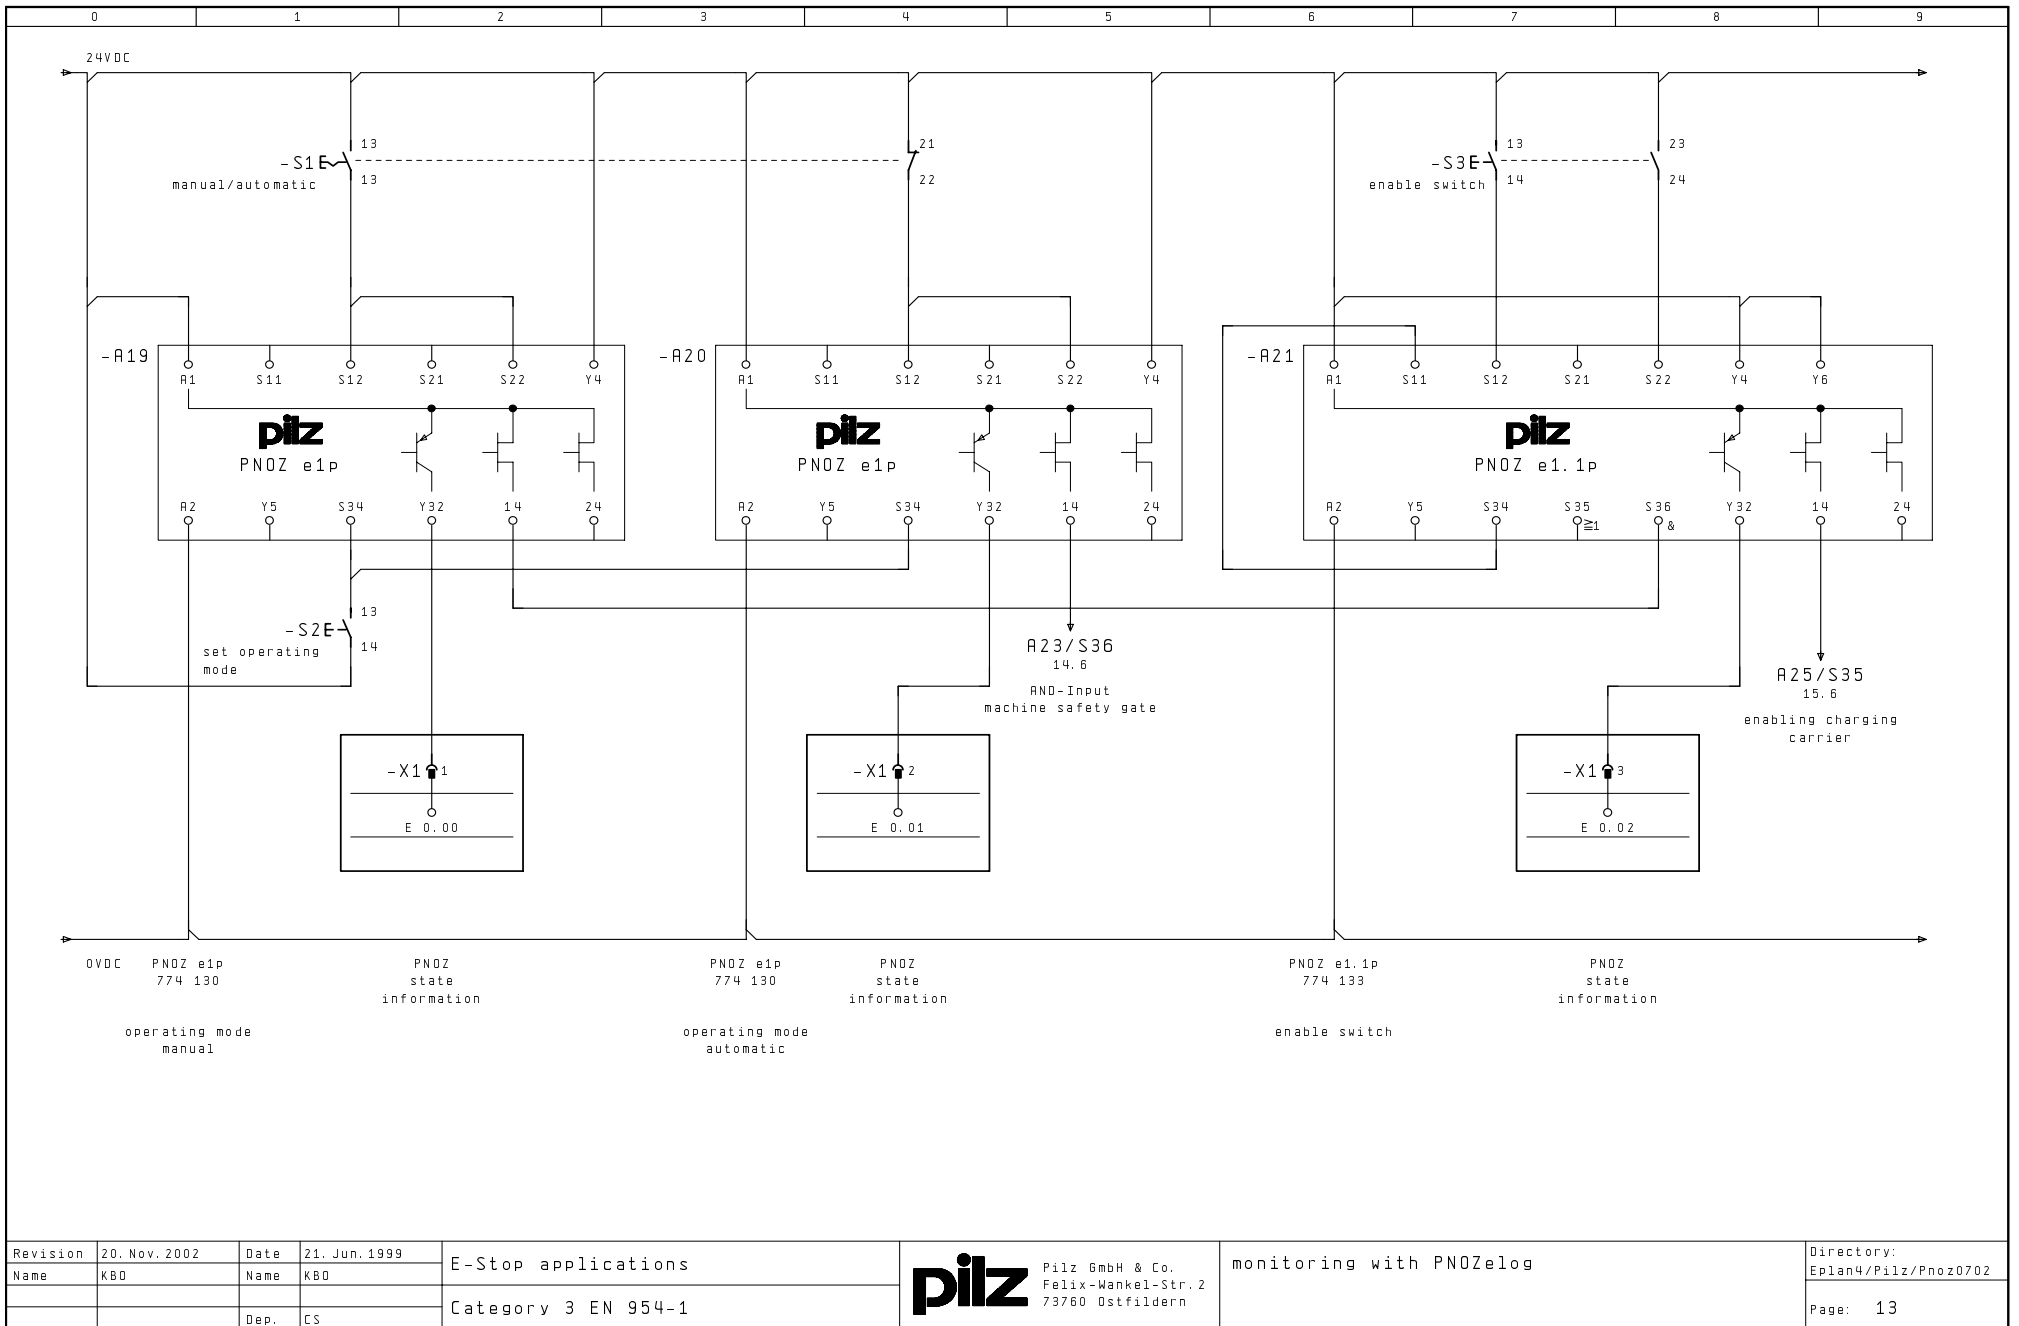 0 1 2 3 4 5 6 7 8 9
24VDC
13 21 13 23
-S1 -S3
manual/automatic 13 22 enable switch 14 24
-A19 -A20 -A21
A1 S11 S12 S21 S22 Y4 A1 S11 S12 S21 S22 Y4 A1 S11 S12 S21 S22 Y4 Y6
pilz pilz pilz
PNOZ e1p PNOZ e1p PNOZ e1.1p
A2 Y5 S34 Y32 14 24 A2 Y5 S34 Y32 14 24 A2 Y5 S34 S35 S36 Y32 14 24
≧1 &
13
-S2
14
set operating
mode
A23/S36
14.6
AND-Input
machine safety gate
A25/S35
15.6
enabling charging
carrier
-X1 1 -X1 2 -X1 3
E 0.00 E 0.01 E 0.02
0VDC PNOZ e1p PNOZ PNOZ e1p PNOZ PNOZ e1.1p PNOZ
774 130 state 774 130 state 774 133 state
information information information
operating mode operating mode enable switch
manual automatic
Revision 20.Nov.2002 Date 21.Jun.1999
Name KBO Name KBO
Dep. CS
E-Stop applications
Category 3 EN 954-1
pilz
Pilz GmbH & Co.
Felix-Wankel-Str.2
73760 Ostfildern
monitoring with PNOZelog
Directory:
Eplan4/Pilz/Pnoz0702
Page: 13